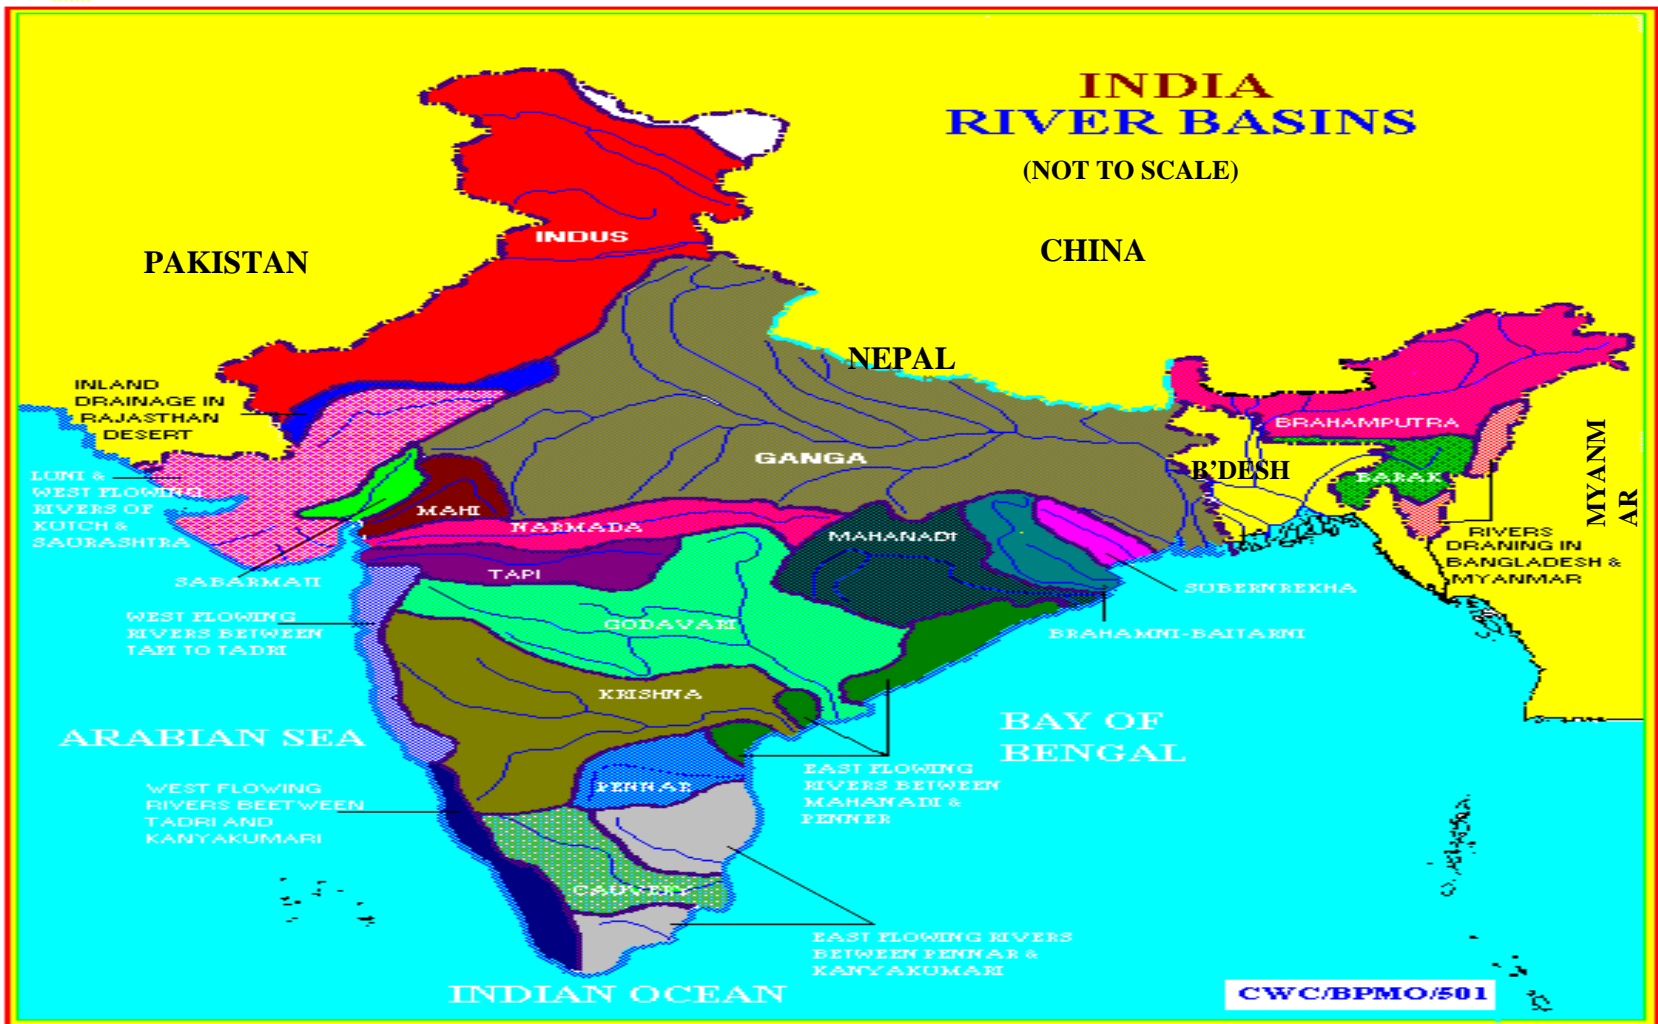 INDIA
RIVER BASINS
(NOT TO SCALE)
PAKISTAN
CHINA
INDUS
NEPAL
INLAND
DRAINAGE IN
RAJASTHAN
DESERT
BRAHAMPUTRA
GANGA
B'DESH
BARAK
MYANM
AR
LUNI &
WEST FLOWING
RIVERS OF
KUTCH &
SAURASHTRA
MAHI
NARMADA
MAHANADI
RIVERS
DRANING IN
BANGLADESH &
MYANMAR
SABARMATI
TAPI
SUBERNREKHA
WEST FLOWING
RIVERS BETWEEN
TAPI TO TADRI
GODAVARI
BRAHAMNI-BAITARNI
KRISHNA
ARABIAN SEA
BAY OF
BENGAL
WEST FLOWING
RIVERS BEETWEEN
TADRI AND
KANYAKUMARI
PENNAR
EAST FLOWING
RIVERS BETWEEN
MAHANADI &
PENNER
CAUVERY
EAST FLOWING RIVERS
BETWEEN PENNAR &
KANYAKUMARI
INDIAN OCEAN
CWC/BPMO/501